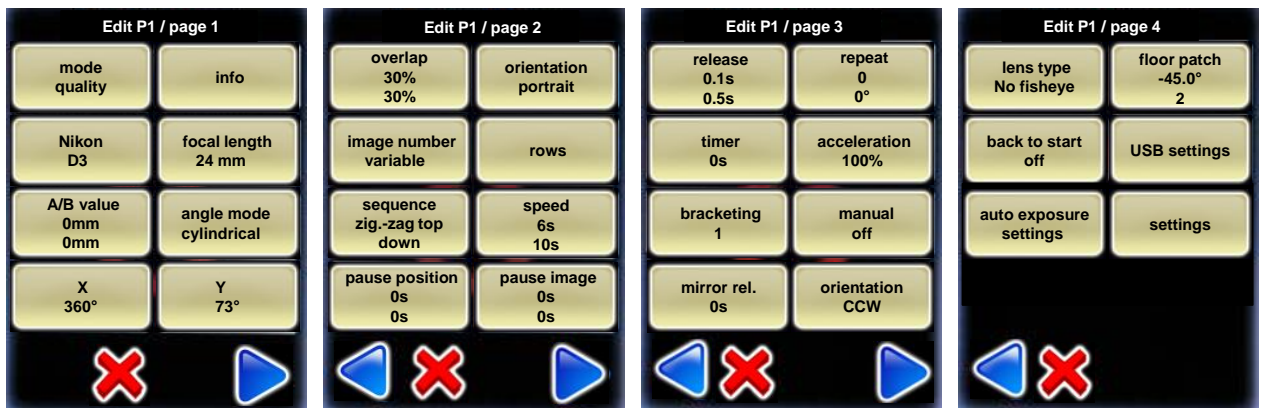 Edit P1 / page 1
mode
quality
info
Nikon
D3
focal length
24 mm
A/B value
0mm
0mm
angle mode
cylindrical
X
360°
Y
73°
Edit P1 / page 2
overlap
30%
30%
orientation
portrait
image number
variable
rows
sequence
zig.-zag top
down
speed
6s
10s
pause position
0s
0s
pause image
0s
0s
Edit P1 / page 3
release
0.1s
0.5s
repeat
0
0°
timer
0s
acceleration
100%
bracketing
1
manual
off
mirror rel.
0s
orientation
CCW
Edit P1 / page 4
lens type
No fisheye
floor patch
-45.0°
2
back to start
off
USB settings
auto exposure
settings
settings